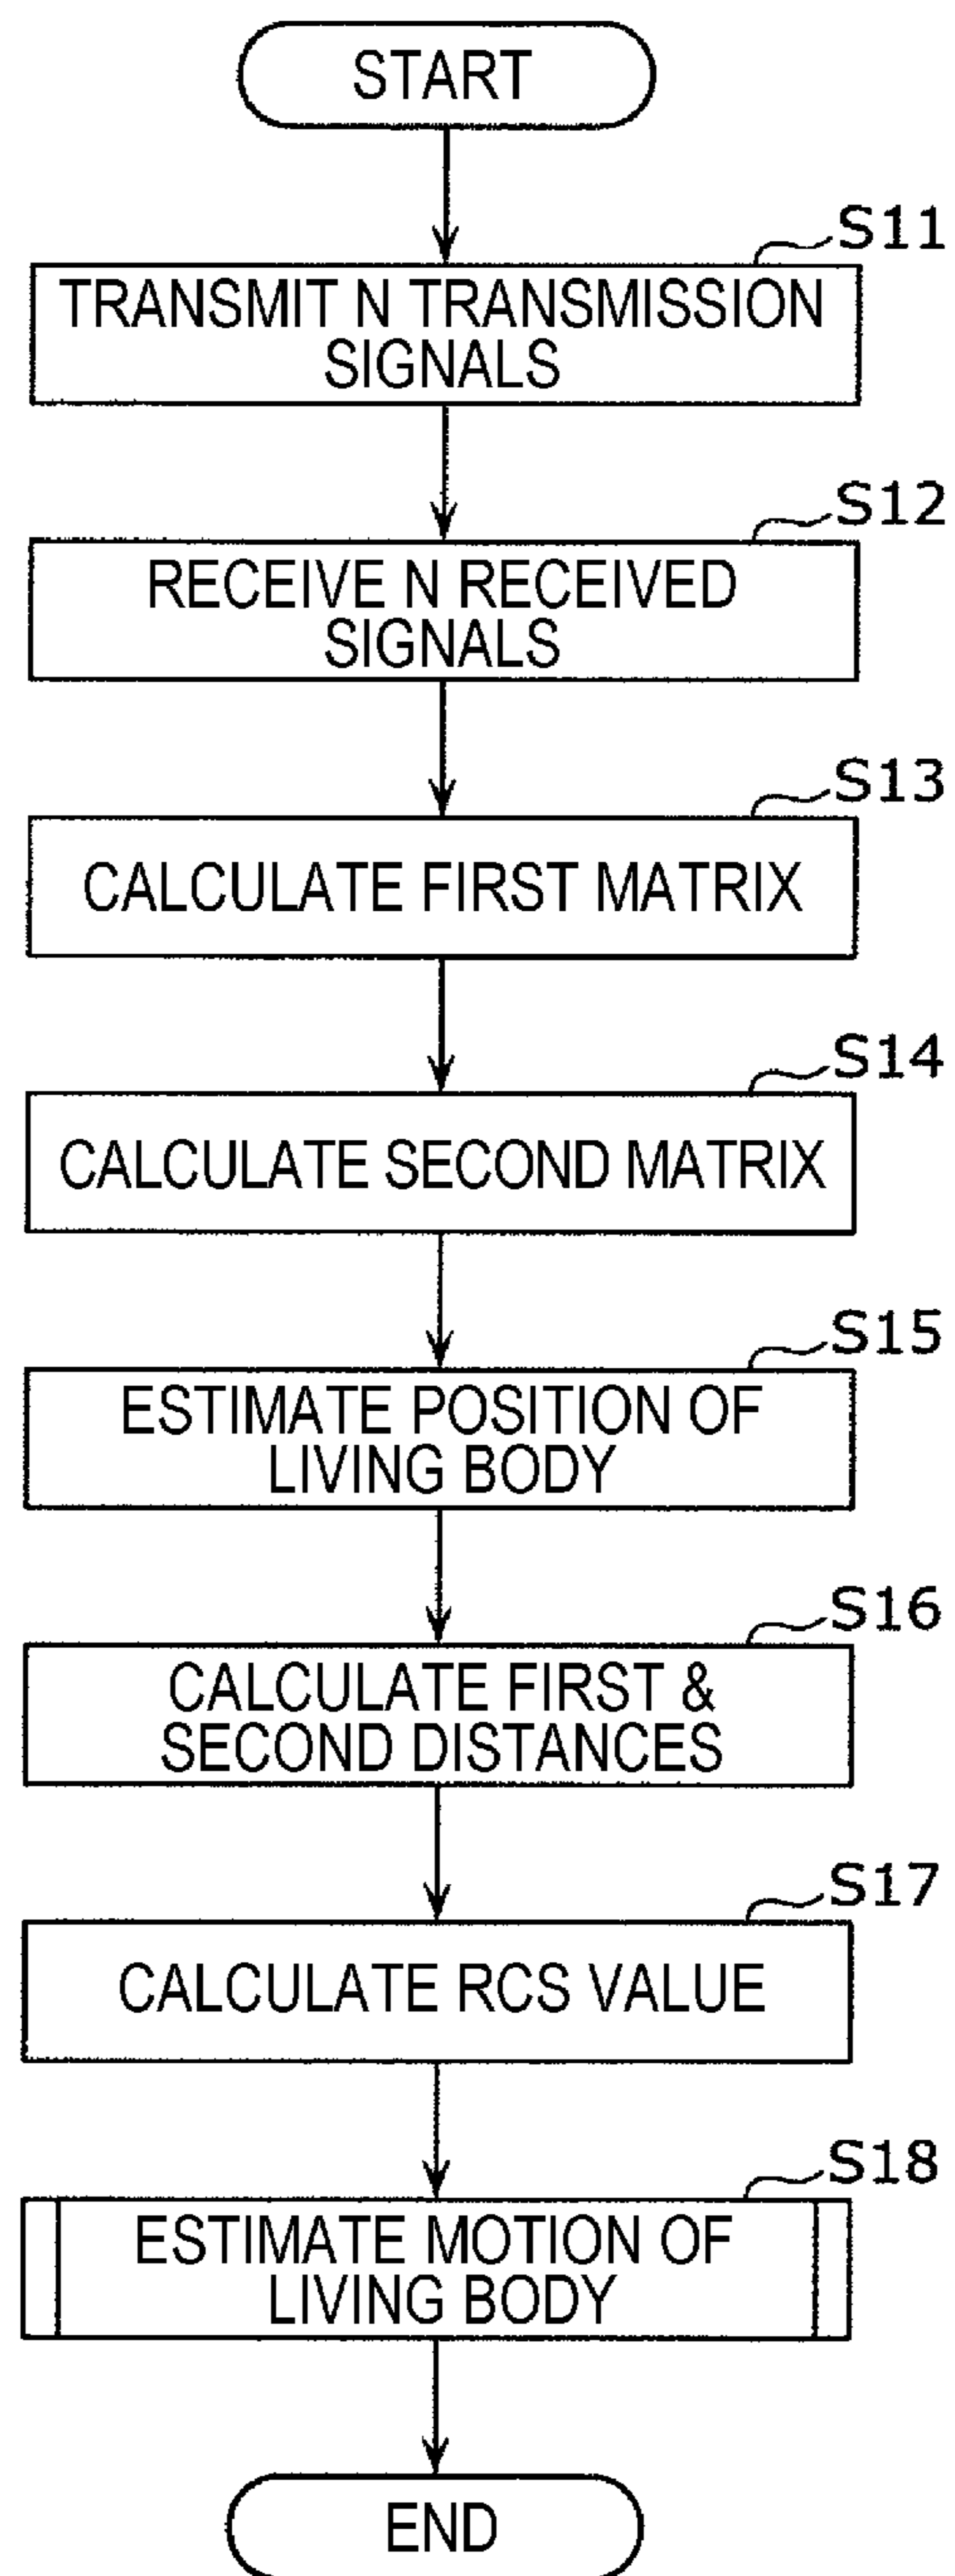 START
S11
TRANSMIT N TRANSMISSION
SIGNALS
S12
RECEIVE N RECEIVED
SIGNALS
S13
CALCULATE FIRST MATRIX
S14
CALCULATE SECOND MATRIX
S15
ESTIMATE POSITION OF
LIVING BODY
S16
CALCULATE FIRST &
SECOND DISTANCES
S17
CALCULATE RCS VALUE
S18
ESTIMATE MOTION OF
LIVING BODY
END